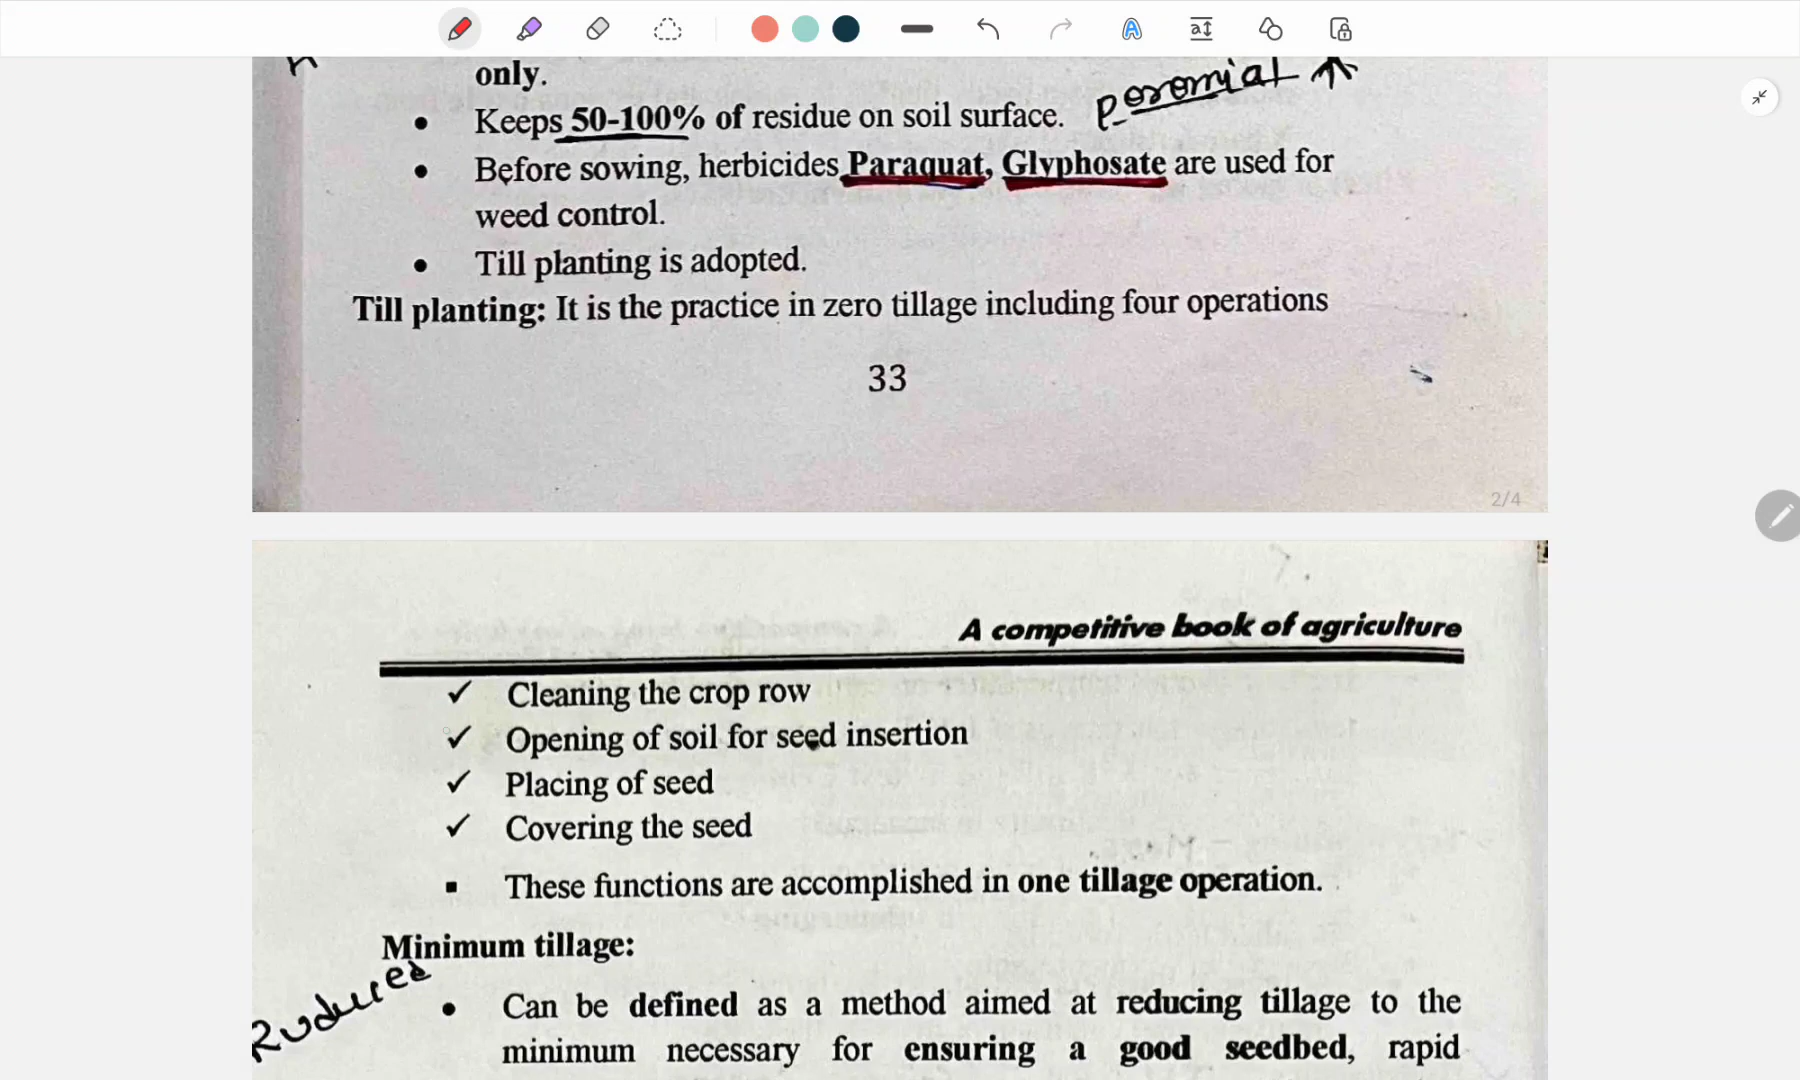 only.
Peromial ↑
• Keeps 50-100% of residue on soil surface.
• Before sowing, herbicides Paraquat, Glyphosate are used for
weed control.
• Till planting is adopted.
Till planting: It is the practice in zero tillage including four operations
33
2/4
A competitive book of agriculture
✓ Cleaning the crop row
✓ Opening of soil for seed insertion
✓ Placing of seed
✓ Covering the seed
▪ These functions are accomplished in one tillage operation.
Minimum tillage:
Ruduced
• Can be defined as a method aimed at reducing tillage to the
minimum necessary for ensuring a good seedbed, rapid